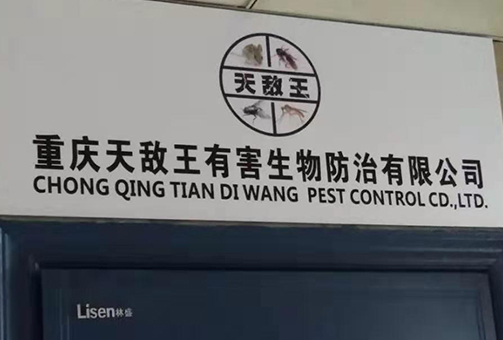 天敌王
重庆天敌王有害生物防治有限公司
CHONG QING TIAN DI WANG PEST CONTROL CD.,LTD.
Lisen林盛